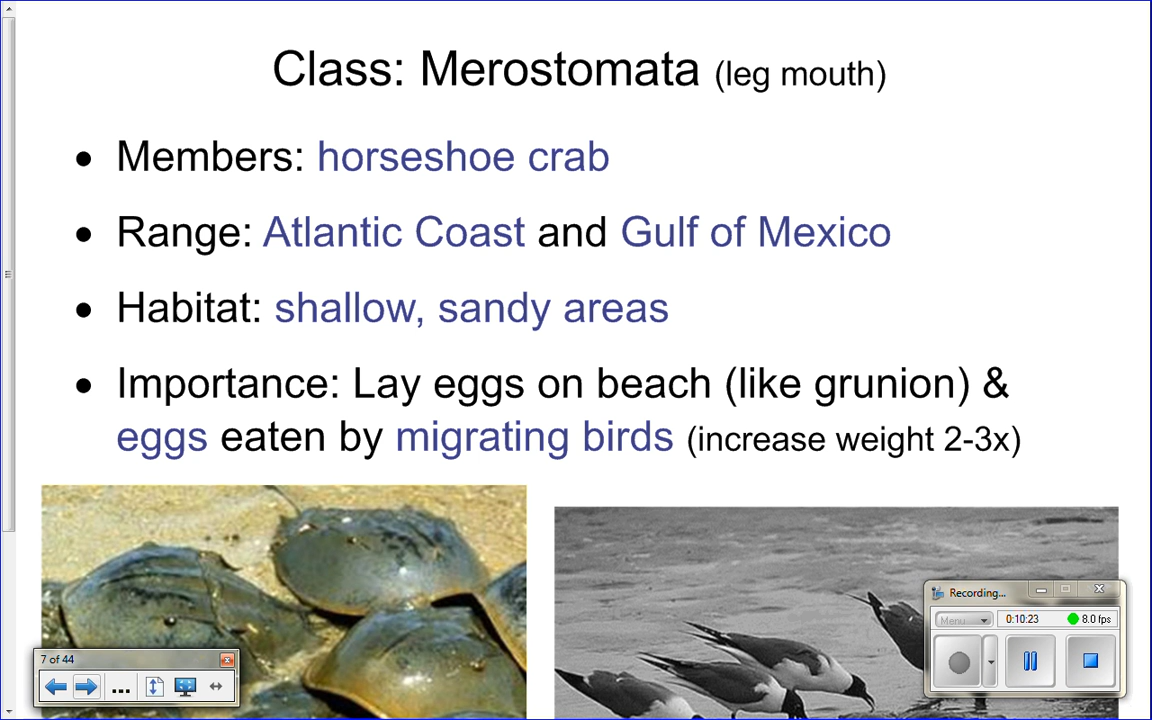 Class: Merostomata (leg mouth)
• Members: horseshoe crab
• Range: Atlantic Coast and Gulf of Mexico
• Habitat: shallow, sandy areas
• Importance: Lay eggs on beach (like grunion) &
eggs eaten by migrating birds (increase weight 2-3x)
Recording...
Menu 0:10:23 8.0 fps
7 of 44
...